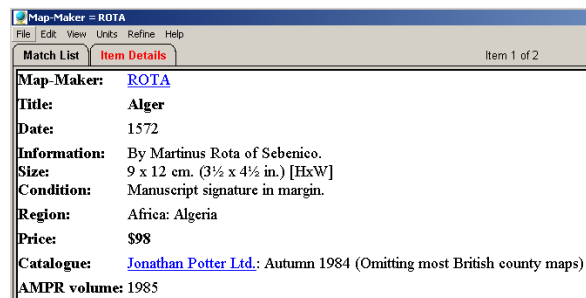 Map-Maker = ROTA
File Edit View Units Refine Help
Match List Item Details Item 1 of 2
Map-Maker: ROTA
Title: Alger
Date: 1572
Information: By Martinus Rota of Sebenico.
Size: 9 x 12 cm. (3½ x 4½ in.) [HxW]
Condition: Manuscript signature in margin.
Region: Africa: Algeria
Price: $98
Catalogue: Jonathan Potter Ltd.: Autumn 1984 (Omitting most British county maps)
AMPR volume: 1985